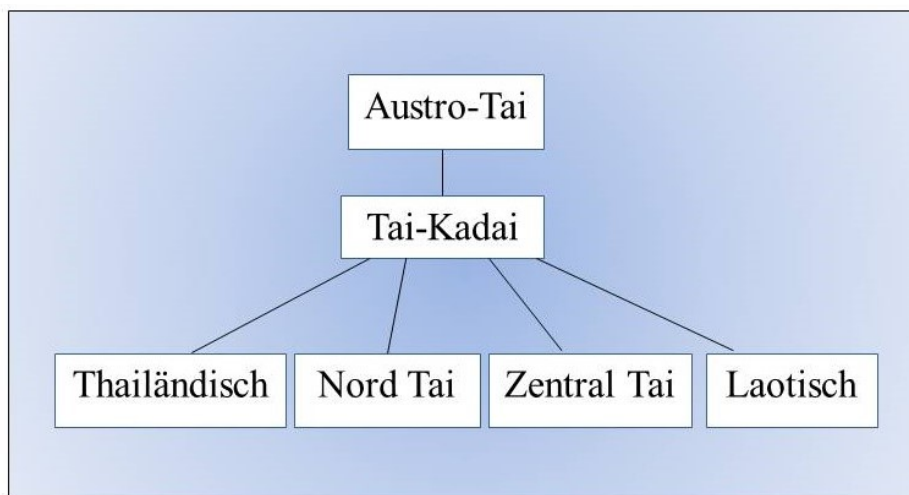 Austro-Tai
Tai-Kadai
Thailändisch
Nord Tai
Zentral Tai
Laotisch